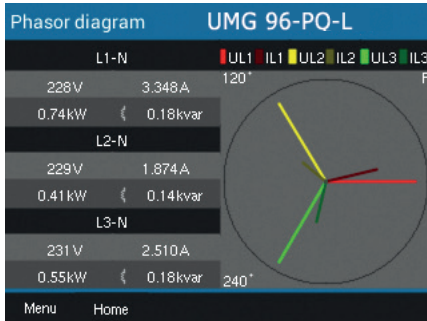 Phasor diagram UMG 96-PQ-L
L1-N UL1 IL1 UL2 IL2 UL3 IL3
120°
228V 3.348A
0.74kW 0.18kvar
L2-N
229V 1.874A
0.41kW 0.14kvar
L3-N
231V 2.510A
0.55kW 0.18kvar
240°
Menu Home